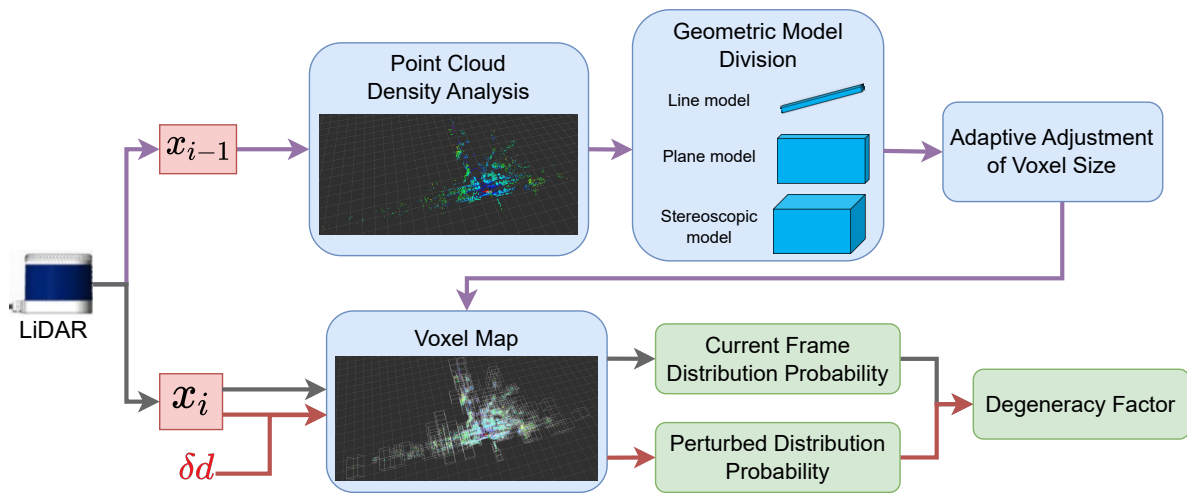 Point Cloud
Density Analysis
Geometric Model
Division
Line model
Plane model
Stereoscopic
model
Adaptive Adjustment
of Voxel Size
x_{i-1}
LiDAR
x_i
δd
Voxel Map
Current Frame
Distribution Probability
Perturbed Distribution
Probability
Degeneracy Factor